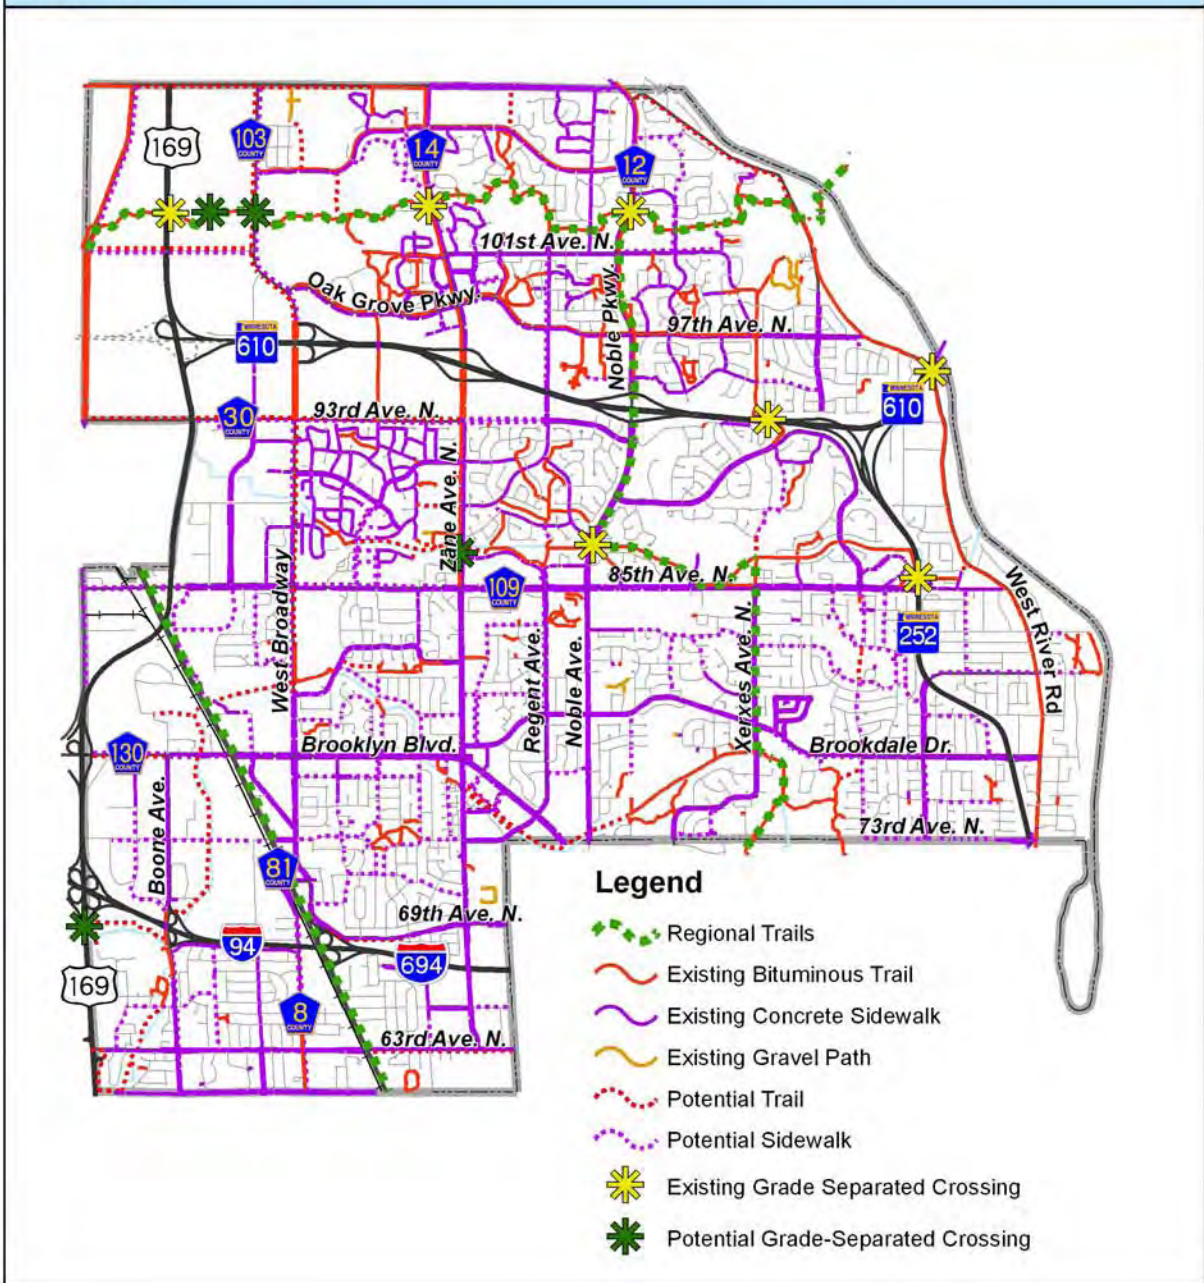 169
103
COUNTY
14
COUNTY
12
COUNTY
101st Ave. N.
Oak Grove Pkwy.
Noble Pkwy.
97th Ave. N.
MINNESOTA
610
MINNESOTA
610
30
COUNTY
93rd Ave. N.
Zane Ave. N.
West Broadway
109
COUNTY
85th Ave. N.
MINNESOTA
252
West River Rd
Regent Ave.
Noble Ave.
Xerxes Ave. N.
130
COUNTY
Brooklyn Blvd.
Brookdale Dr.
Boone Ave.
73rd Ave. N.
81
COUNTY
69th Ave. N.
94
694
169
8
COUNTY
63rd Ave. N.
Legend
Regional Trails
Existing Bituminous Trail
Existing Concrete Sidewalk
Existing Gravel Path
Potential Trail
Potential Sidewalk
Existing Grade Separated Crossing
Potential Grade-Separated Crossing